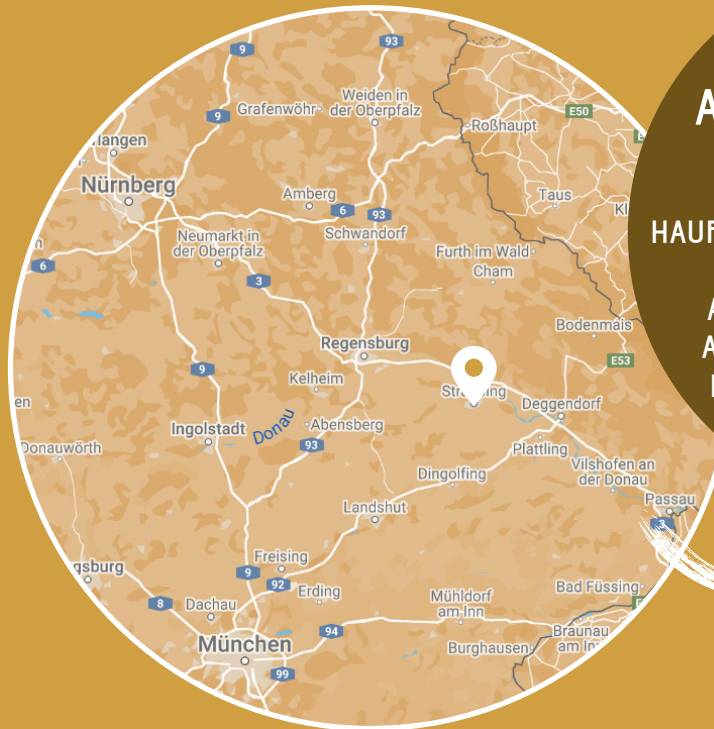 93
9
Weiden in
der Oberpfalz
Grafenwöhr
E50
9
Roßhaupt
A
Nürnberg
Amberg
Taus
6
93
HAUF
Neumarkt in
der Oberpfalz
Schwandorf
Furth im Wald
6
3
Cham
A
Bodenmais
A
Regensburg
E53
9
Kelheim
Deggendorf
Ingolstadt
Donau
Abensberg
93
Donauwörth
Plattling
Dingolfing
Vilshofen an
der Donau
Landshut
Passau
3
Freising
9
92
Erding
Mühldorf
am Inn
Bad Füssing
8
Dachau
94
Braunau
München
Burghausen
99